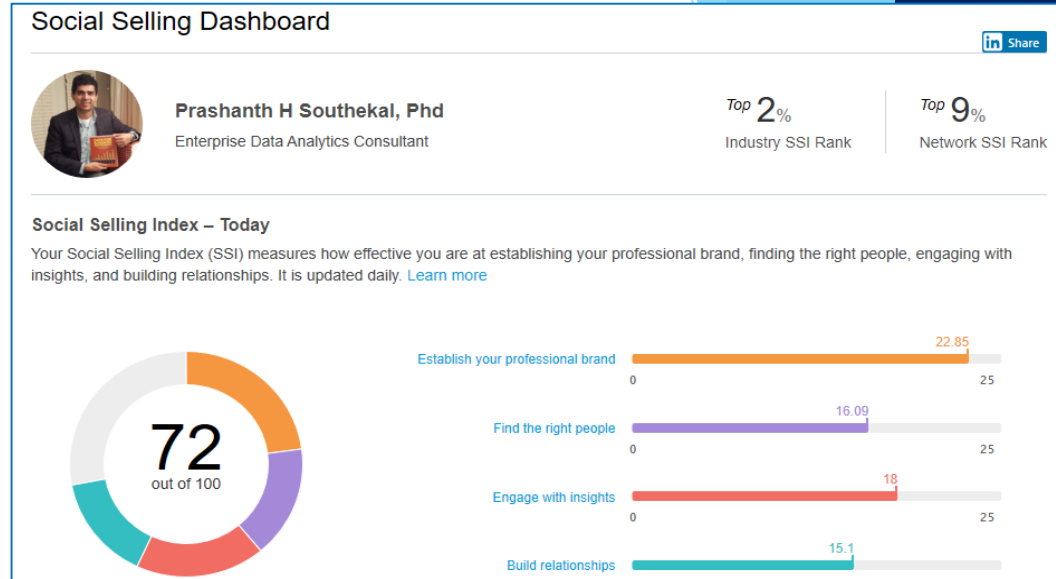 Social Selling Dashboard
in Share
Prashanth H Southekal, Phd
Enterprise Data Analytics Consultant
Top 2%
Industry SSI Rank
Top 9%
Network SSI Rank
Social Selling Index – Today
Your Social Selling Index (SSI) measures how effective you are at establishing your professional brand, finding the right people, engaging with
insights, and building relationships. It is updated daily. Learn more
72
out of 100
Establish your professional brand
22.85
0 25
Find the right people
16.09
0 25
Engage with insights
18
0 25
Build relationships
15.1